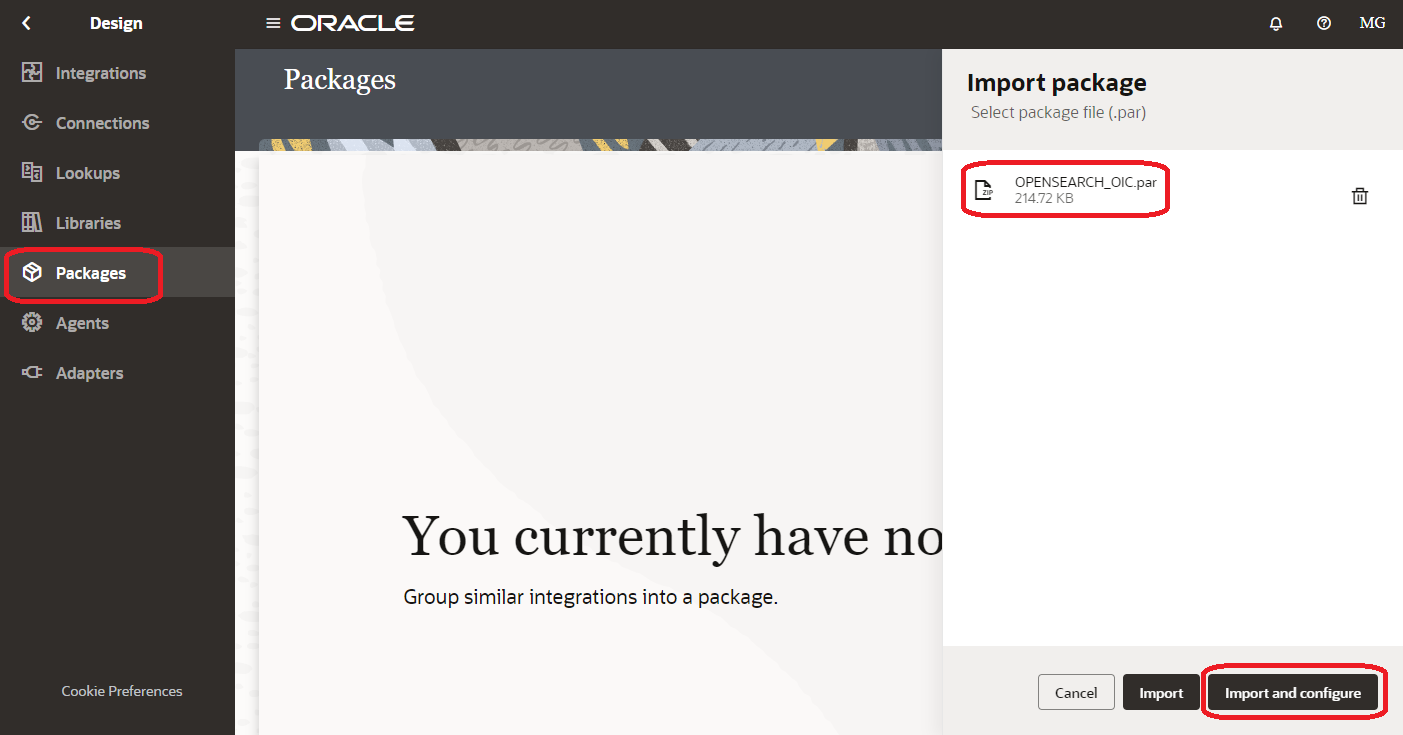 Design
ORACLE
MG
Integrations
Connections
Lookups
Libraries
Packages
Agents
Adapters
Cookie Preferences
Packages
You currently have no
Group similar integrations into a package.
Import package
Select package file (.par)
ZIP
OPENSEARCH_OIC.par
214.72 KB
Cancel
Import
Import and configure